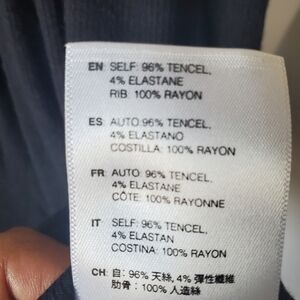 EN SELF: 96% TENCEL,
4% ELASTANE
RIB: 100% RAYON
ES AUTO: 96% TENCEL,
4% ELASTANO
COSTILLA: 100% RAYON
FR AUTO: 96% TENCEL,
4% ELASTANE
CÔTE: 100% RAYONNE
IT SELF: 96% TENCEL,
4% ELASTAN
COSTINA: 100% RAYON
CH: 自: 96% 天絲, 4% 彈性纖維
肋骨: 100% 人造絲